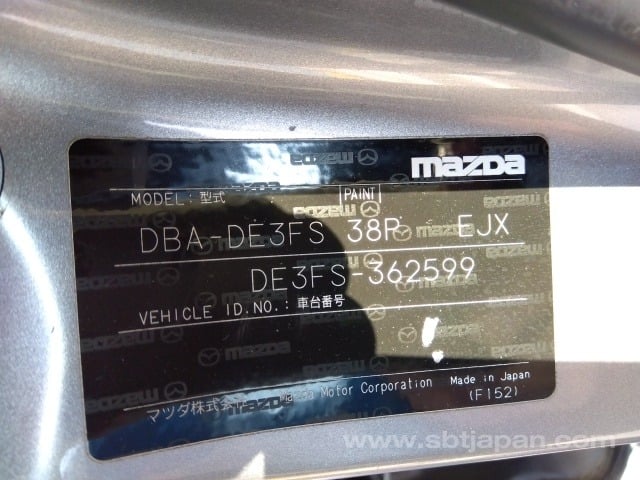 mazda
MODEL: 型式 PAINT
DBA-DE3FS 38P EJX
DE3FS-362599
VEHICLE ID.NO.: 車台番号
マツダ株式会 Mazda Motor Corporation Made in Japan
(F152)
www.sbtjapan.com